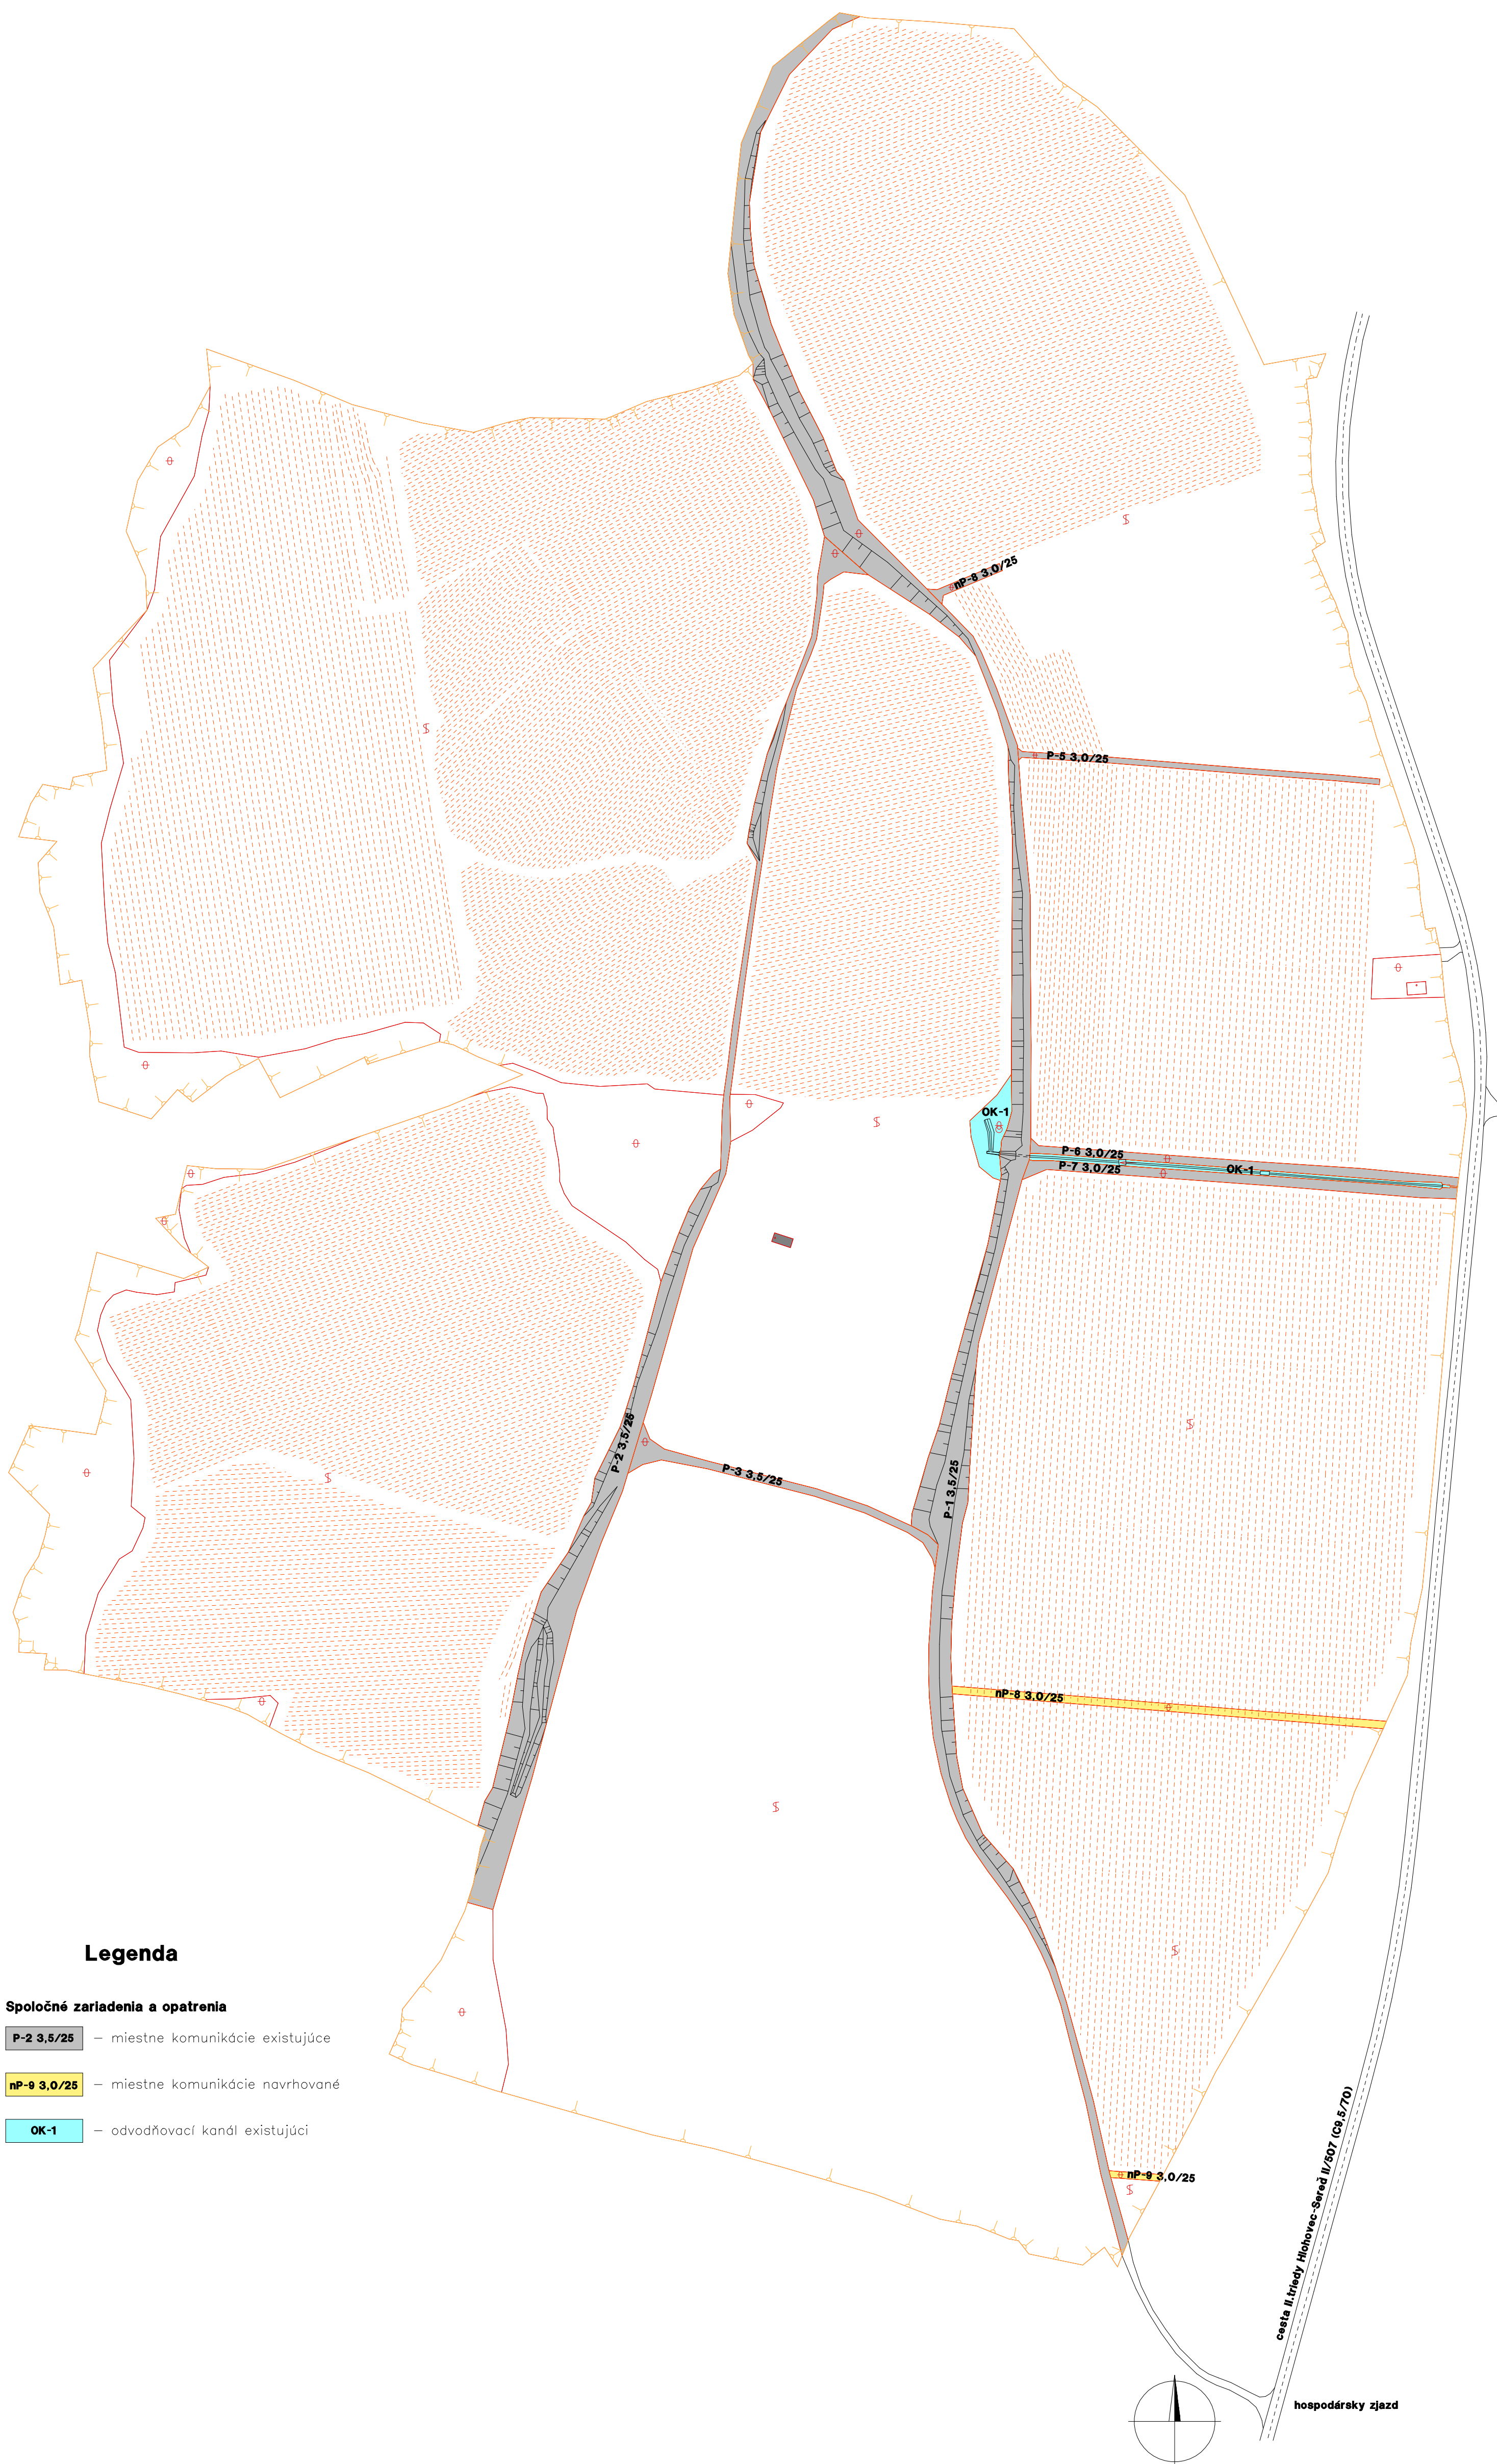 nP-8 3,0/25
P-5 3,0/25
OK-1
P-6 3,0/25
P-7 3,0/25
OK-1
P-2 3,5/25
P-3 3,5/25
P-1 3,5/25
nP-8 3,0/25
nP-9 3,0/25
cesta II.triedy Hlohovec-Sereď II/507 (C9,5/70)
hospodársky zjazd
Legenda
Spoločné zariadenia a opatrenia
P-2 3,5/25 – miestne komunikácie existujúce
nP-9 3,0/25 – miestne komunikácie navrhované
OK-1 – odvodňovací kanál existujúci